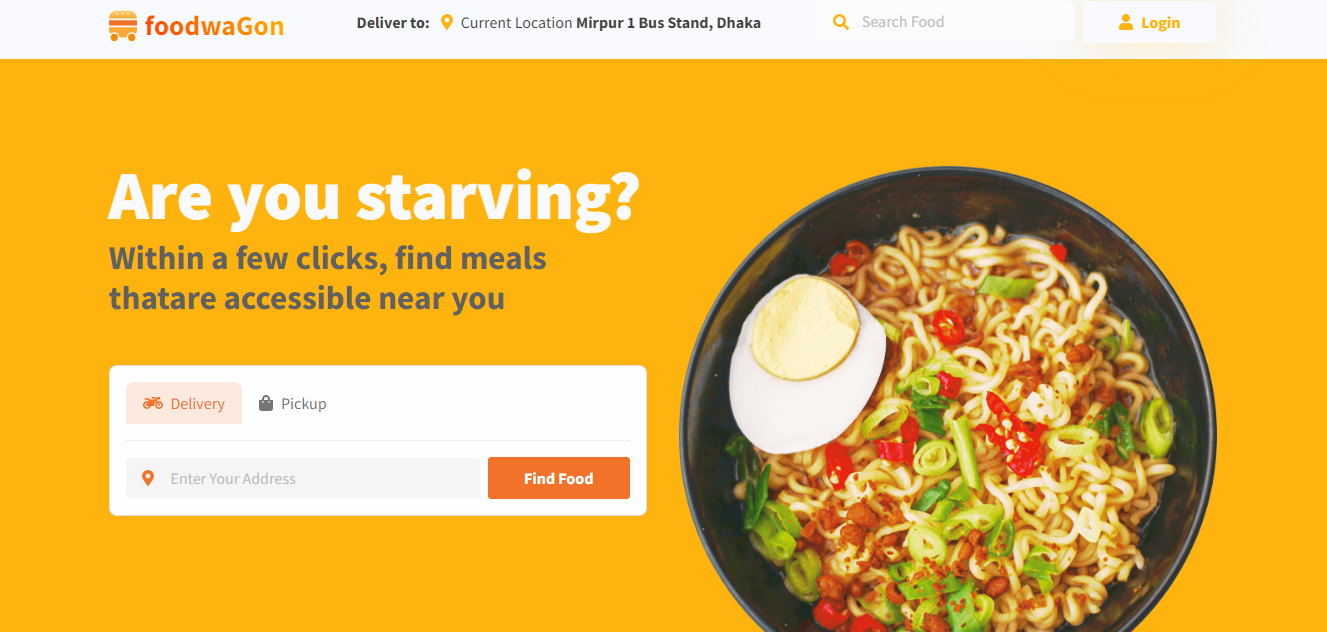 foodwaGon
Deliver to: Current Location Mirpur 1 Bus Stand, Dhaka
Search Food
Login
Are you starving?
Within a few clicks, find meals
thatare accessible near you
Delivery
Pickup
Enter Your Address
Find Food